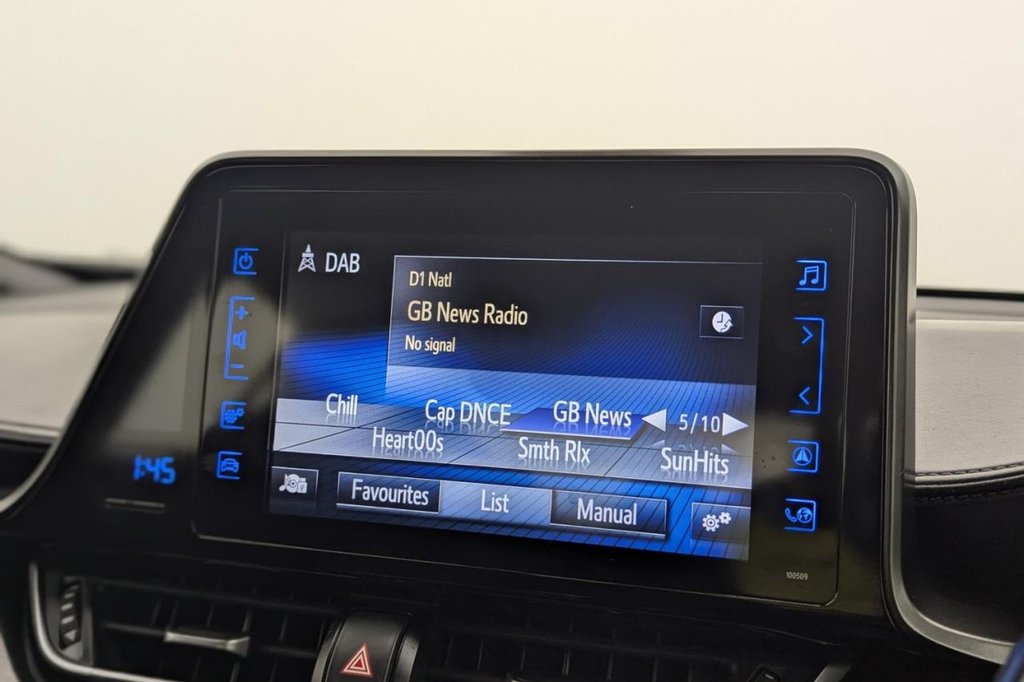 DAB
D1 Natl
GB News Radio
No signal
Chill Cap DNCE GB News 5/10
Heart00s Smth Rlx SunHits
Favourites List Manual
1:45
100509